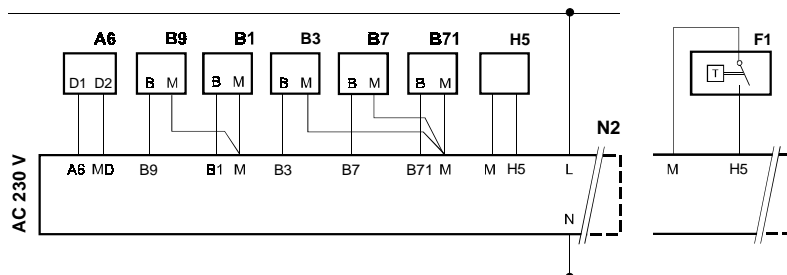 A6 B9 B1 B3 B7 B71 H5 F1
D1 D2 B M B M B M B M B M T
N2
A6 MD B9 B1 M B3 B7 B71 M M H5 L M H5
N
AC 230 V